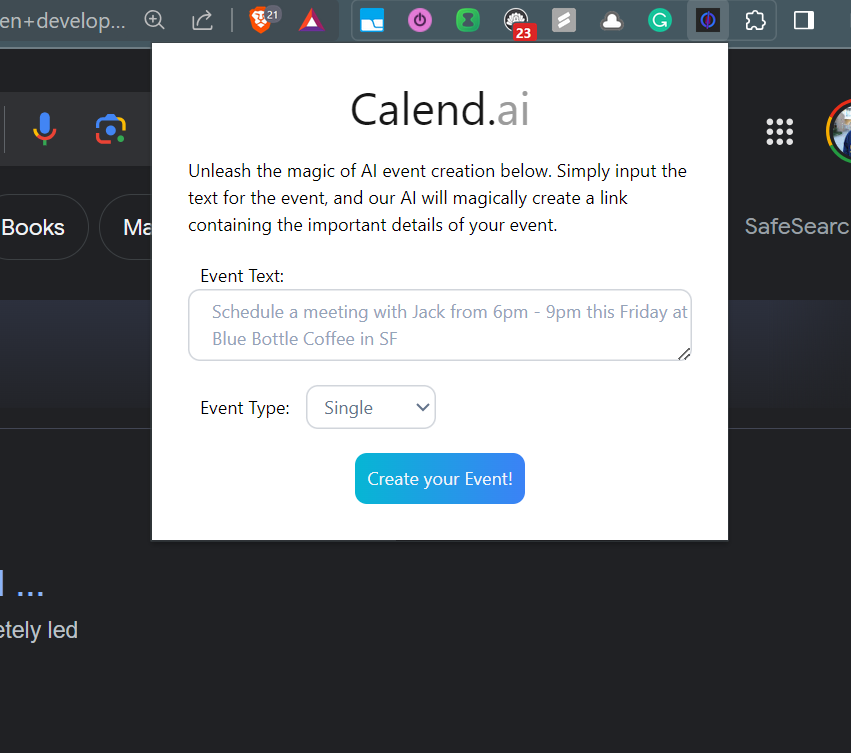 en+develop...
21
23
Calend.ai
Unleash the magic of AI event creation below. Simply input the
text for the event, and our AI will magically create a link
containing the important details of your event.
Books
Ma
SafeSearc
Event Text:
Schedule a meeting with Jack from 6pm - 9pm this Friday at
Blue Bottle Coffee in SF
Event Type:
Single
Create your Event!
...
etely led